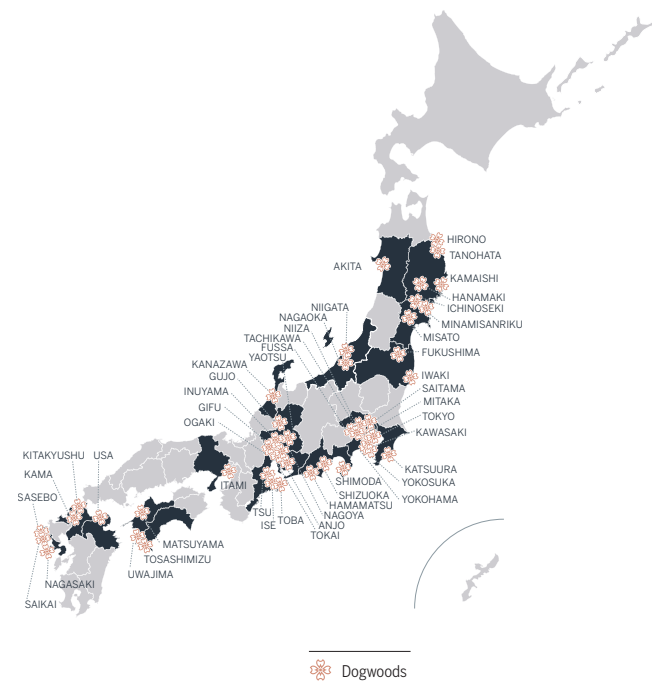 HIRONO
TANOHATA
AKITA
KAMAISHI
HANAMAKI
ICHINOSEKI
MINAMISANRIKU
NIIGATA
NAGAOKA
NIIZA
TACHIKAWA
FUSSA
YAOTSU
MISATO
FUKUSHIMA
KANAZAWA
GUJO
INUYAMA
GIFU
OGAKI
IWAKI
SAITAMA
MITAKA
TOKYO
KAWASAKI
KITAKYUSHU
USA
KAMA
SASEBO
ITAMI
KATSUURA
YOKOSUKA
YOKOHAMA
SHIMODA
SHIZUOKA
HAMAMATSU
NAGOYA
ANJO
TOKAI
TSU
ISE
TOBA
MATSUYAMA
TOSASHIMIZU
UWAJIMA
NAGASAKI
SAIKAI
Dogwoods